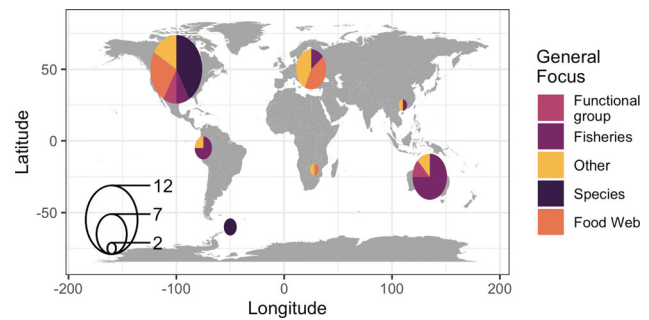 50
0
-50
Latitude
12
7
2
-200
-100
0
100
200
Longitude
General
Focus
Functional
group
Fisheries
Other
Species
Food Web